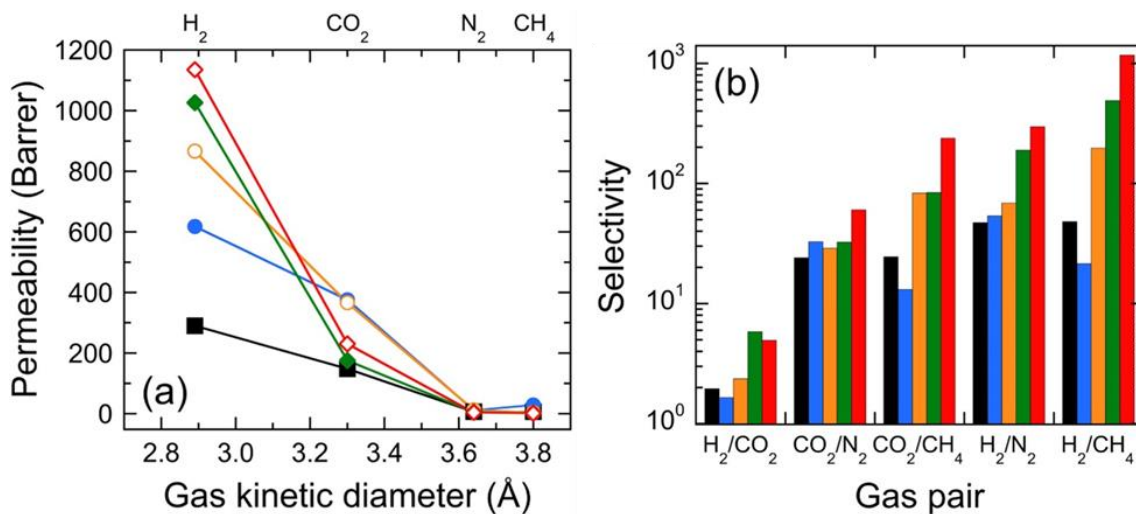 H₂ CO₂ N₂ CH₄
1200
1000
800
600
400
200
0
Permeability (Barrer)
(a)
2.8 3.0 3.2 3.4 3.6 3.8
Gas kinetic diameter (Å)
10³
10²
10¹
10⁰
Selectivity
(b)
H₂/CO₂ CO₂/N₂ CO₂/CH₄ H₂/N₂ H₂/CH₄
Gas pair